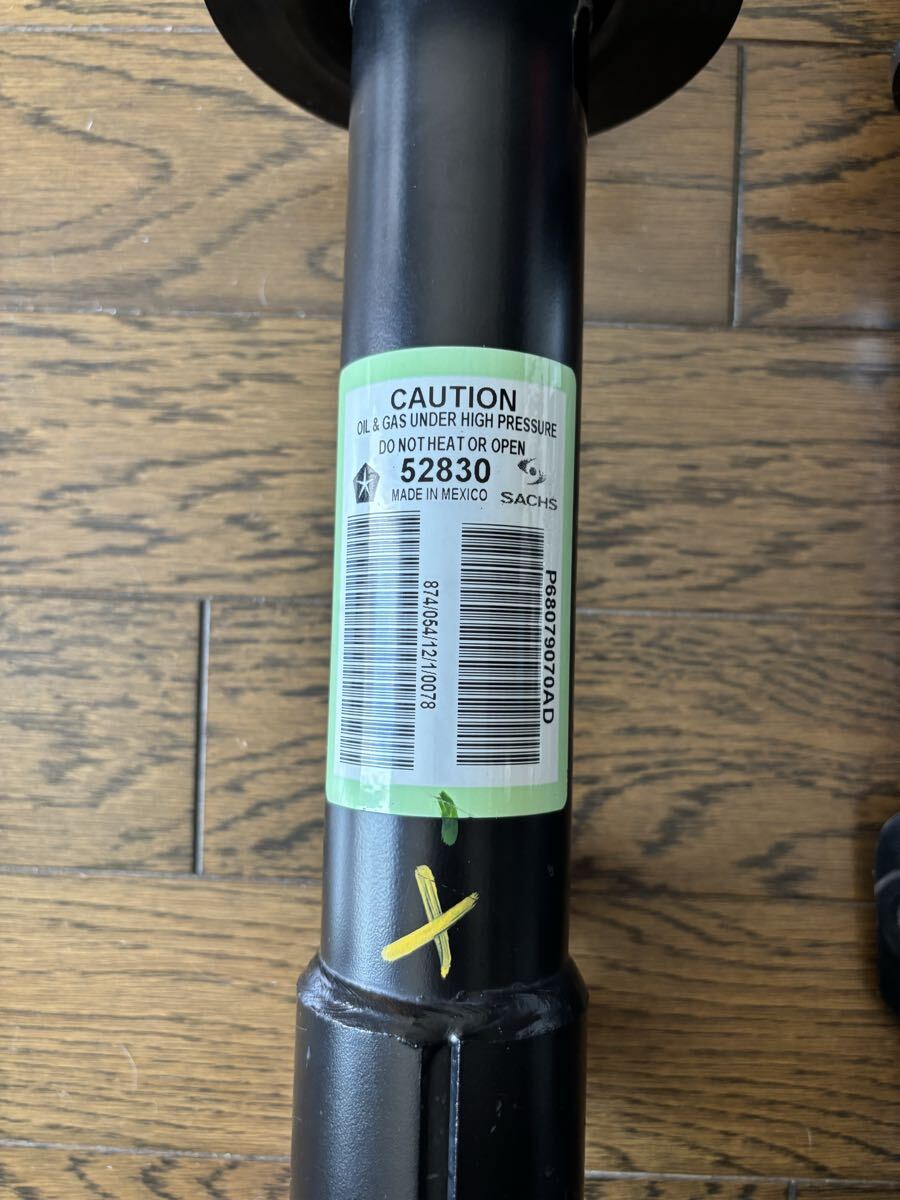 CAUTION
OIL & GAS UNDER HIGH PRESSURE
DO NOT HEAT OR OPEN
52830
MADE IN MEXICO
SACHS
874/054/12/1/0078
P68079070AD